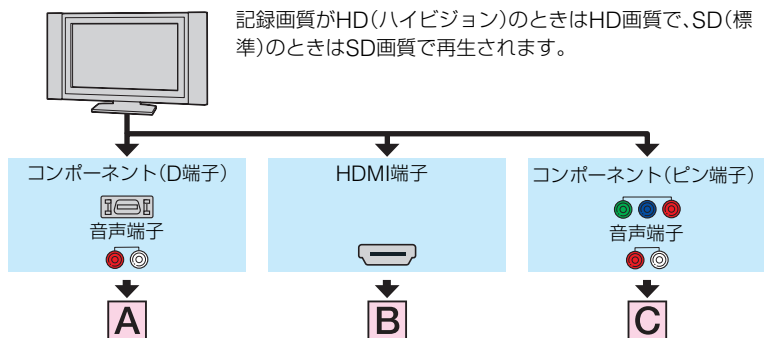 記録画質がHD（ハイビジョン）のときはHD画質で、SD（標
準）のときはSD画質で再生されます。
コンポーネント（D端子）
音声端子
HDMI端子
コンポーネント（ピン端子）
音声端子
A
B
C